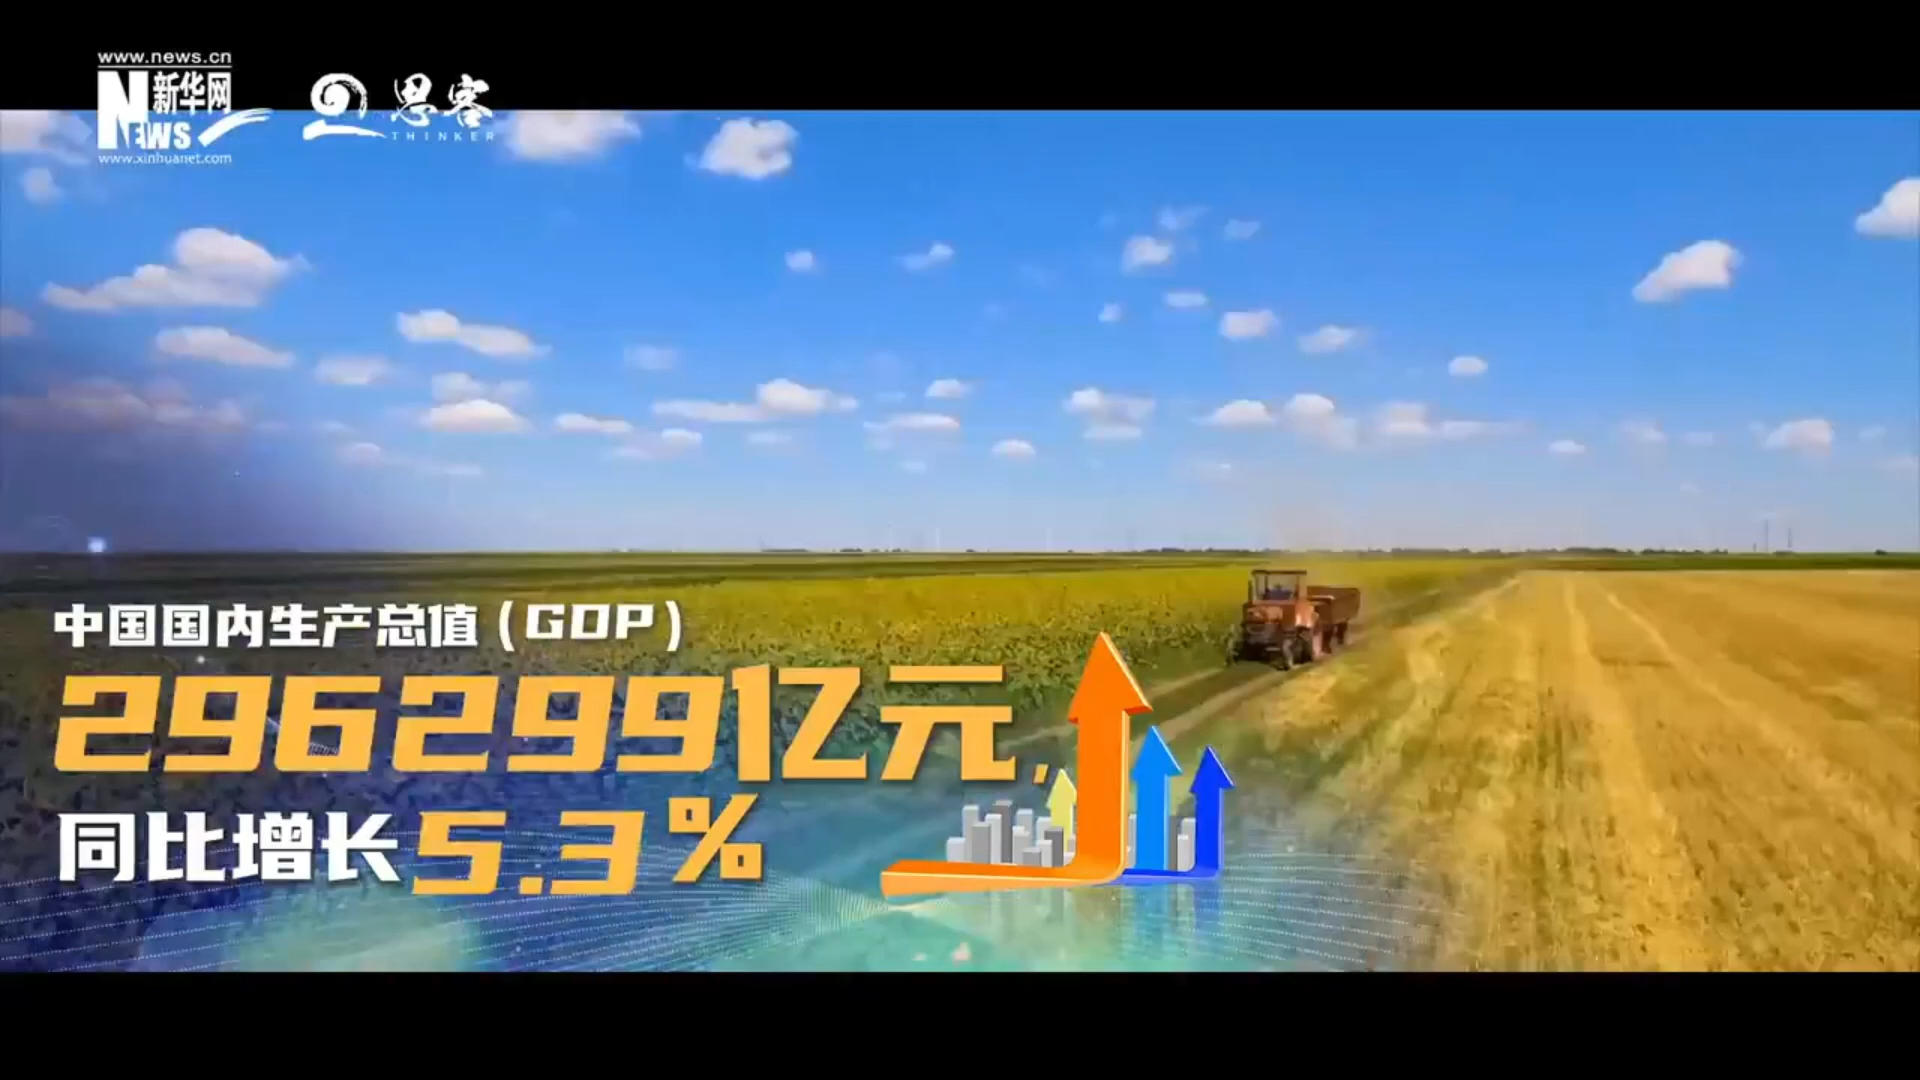 www.news.cn
新华网
NEWS
www.xinhuanet.com
思客
THINKER
中国国内生产总值（GDP）
296299亿元，
同比增长5.3%